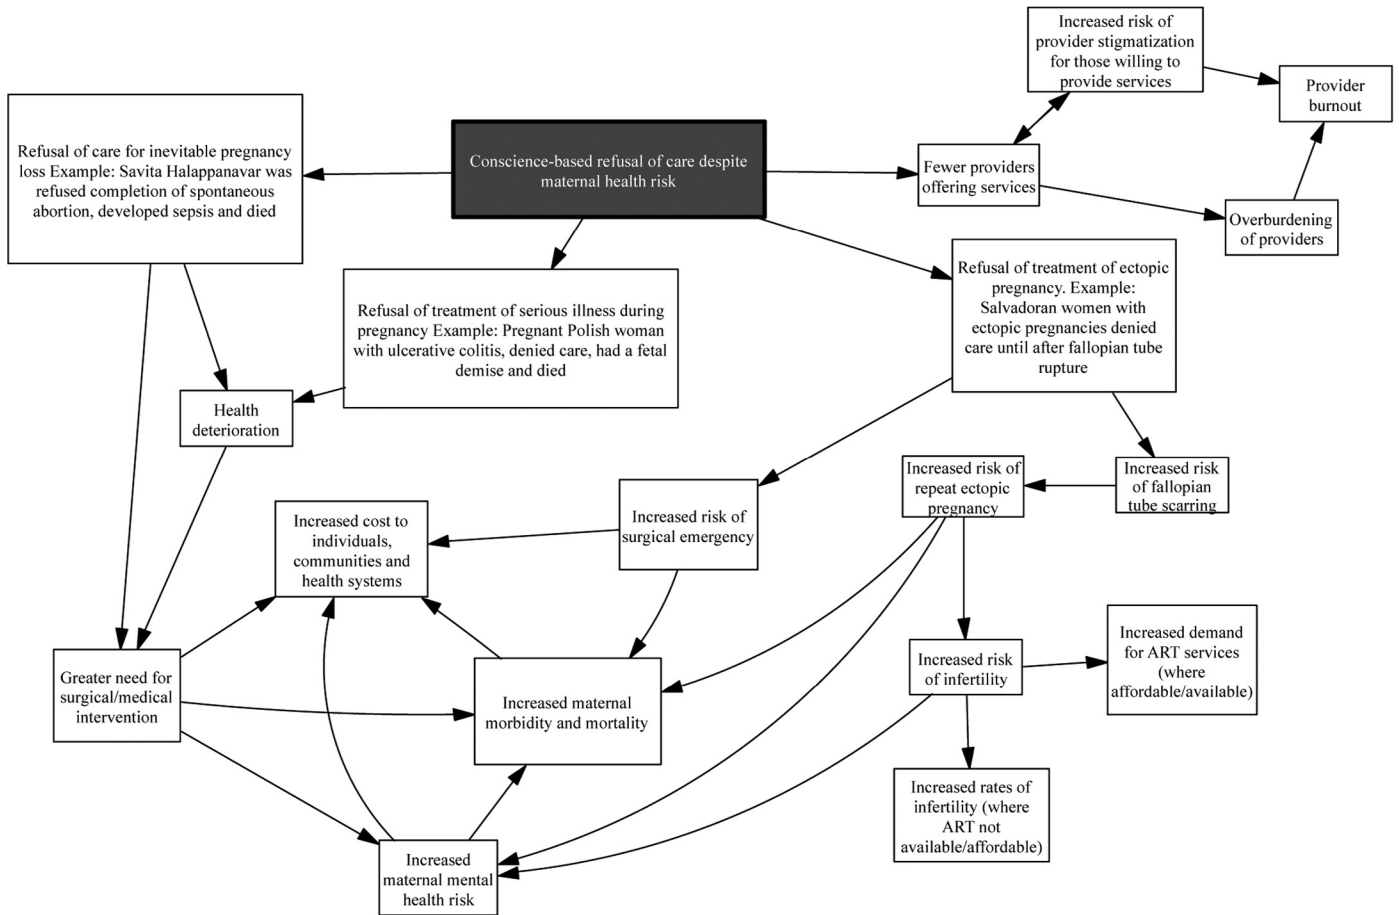 Increased risk of
provider stigmatization
for those willing to
provide services
Provider
burnout
Refusal of care for inevitable pregnancy
loss Example: Savita Halappanavar was
refused completion of spontaneous
abortion, developed sepsis and died
Conscience-based refusal of care despite
maternal health risk
Fewer providers
offering services
Overburdening
of providers
Refusal of treatment of serious illness during
pregnancy Example: Pregnant Polish woman
with ulcerative colitis, denied care, had a fetal
demise and died
Refusal of treatment of ectopic
pregnancy. Example:
Salvadoran women with
ectopic pregnancies denied
care until after fallopian tube
rupture
Health
deterioration
Increased cost to
individuals,
communities and
health systems
Increased risk of
surgical emergency
Increased risk of
repeat ectopic
pregnancy
Increased risk
of fallopian
tube scarring
Greater need for
surgical/medical
intervention
Increased maternal
morbidity and mortality
Increased risk
of infertility
Increased demand
for ART services
(where
affordable/available)
Increased rates of
infertility (where
ART not
available/affordable)
Increased
maternal mental
health risk